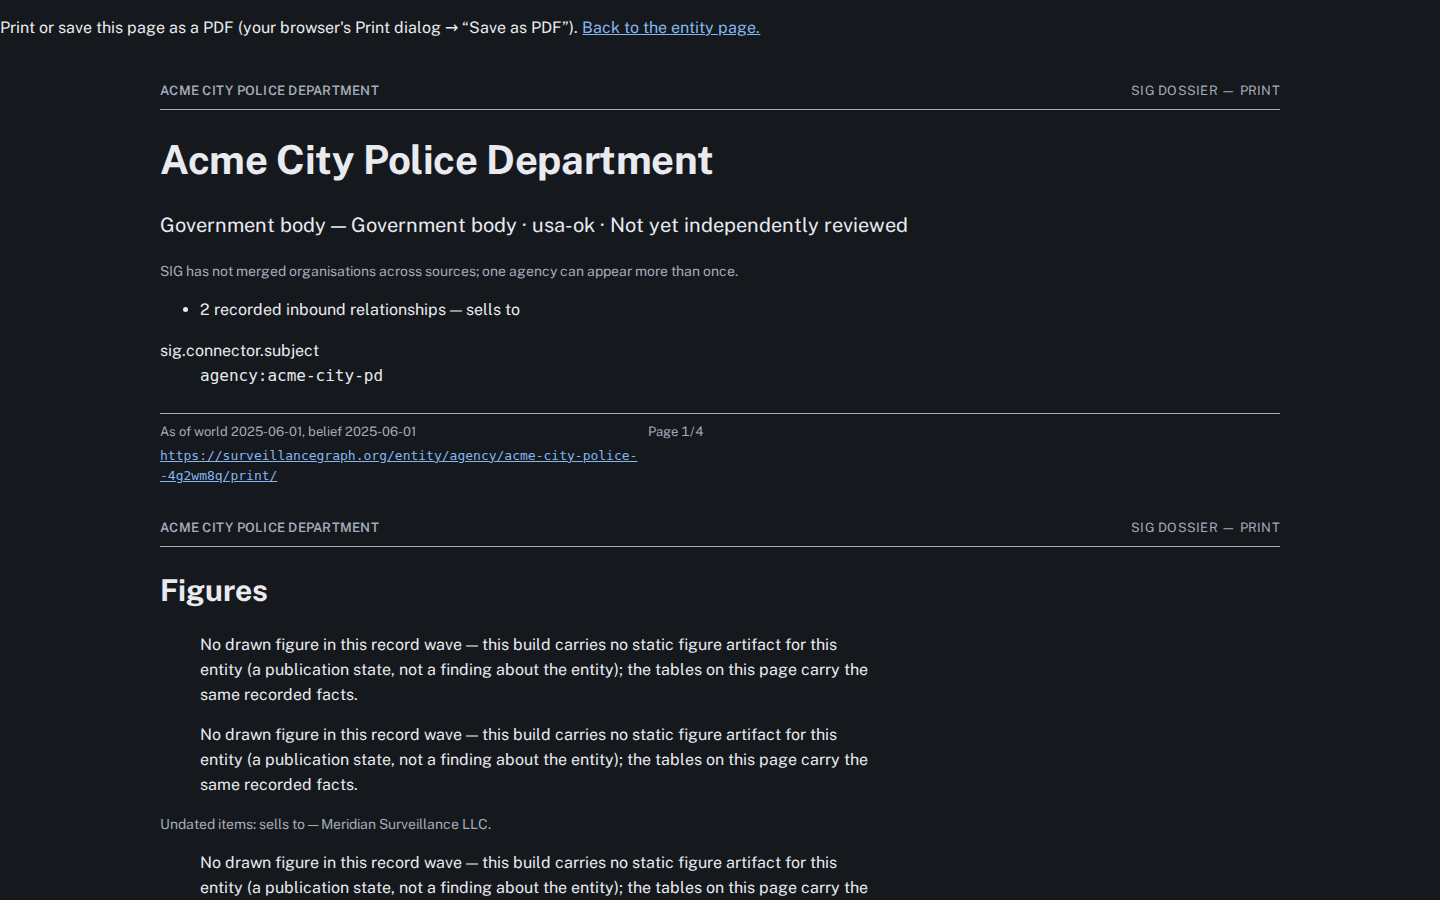 Print or save this page as a PDF (your browser's Print dialog → “Save as PDF”). Back to the entity page.
ACME CITY POLICE DEPARTMENT
SIG DOSSIER — PRINT
Acme City Police Department
Government body — Government body · usa-ok · Not yet independently reviewed
SIG has not merged organisations across sources; one agency can appear more than once.
• 2 recorded inbound relationships — sells to
sig.connector.subject
agency:acme-city-pd
As of world 2025-06-01, belief 2025-06-01
Page 1/4
https://surveillancegraph.org/entity/agency/acme-city-police-
-4g2wm8q/print/
ACME CITY POLICE DEPARTMENT
SIG DOSSIER — PRINT
Figures
No drawn figure in this record wave — this build carries no static figure artifact for this
entity (a publication state, not a finding about the entity); the tables on this page carry the
same recorded facts.
No drawn figure in this record wave — this build carries no static figure artifact for this
entity (a publication state, not a finding about the entity); the tables on this page carry the
same recorded facts.
Undated items: sells to — Meridian Surveillance LLC.
No drawn figure in this record wave — this build carries no static figure artifact for this
entity (a publication state, not a finding about the entity); the tables on this page carry the